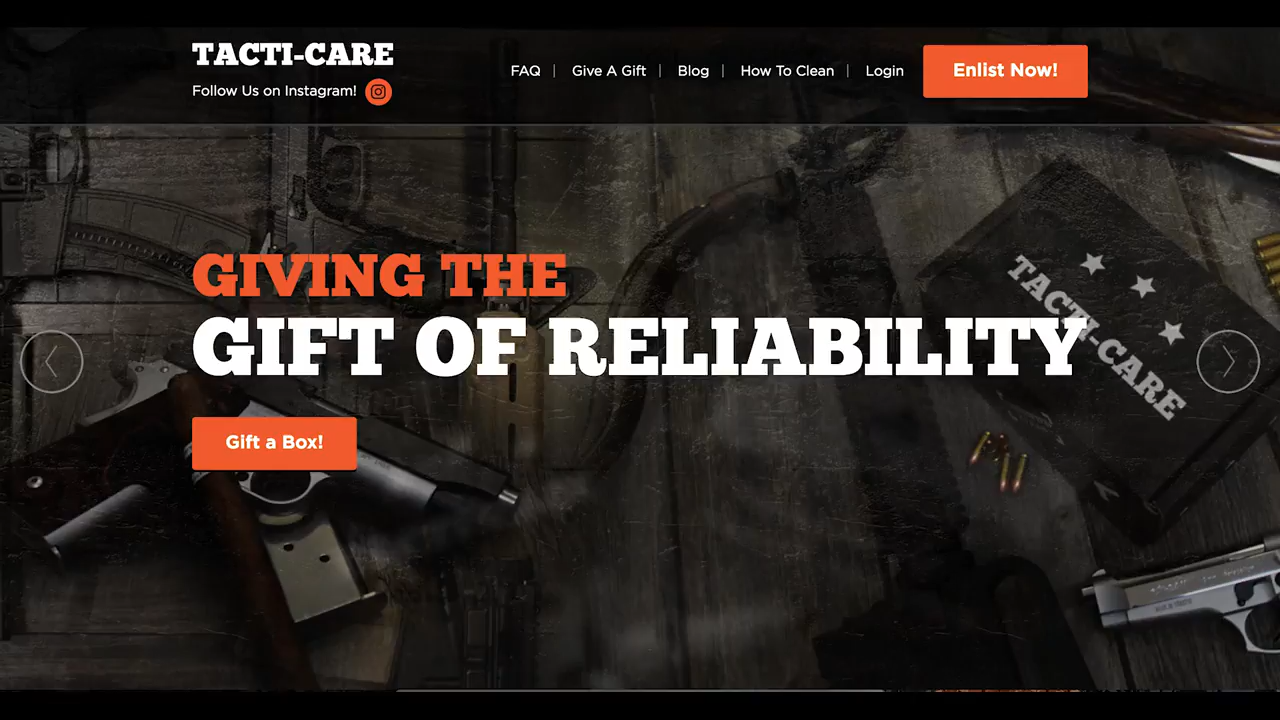 TACTI-CARE
Follow Us on Instagram!
FAQ
Give A Gift
Blog
How To Clean
Login
Enlist Now!
GIVING THE
GIFT OF RELIABILITY
Gift a Box!
TACTI-CARE